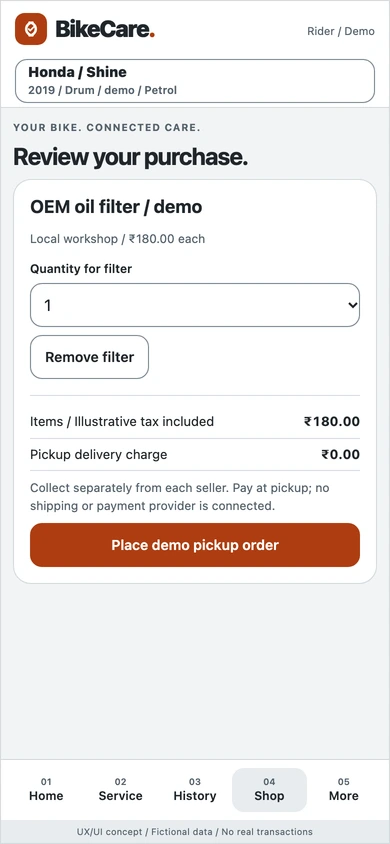 BikeCare.
Rider / Demo
Honda / Shine
2019 / Drum / demo / Petrol
YOUR BIKE. CONNECTED CARE.
Review your purchase.
OEM oil filter / demo
Local workshop / ₹180.00 each
Quantity for filter
1
Remove filter
Items / Illustrative tax included ₹180.00
Pickup delivery charge ₹0.00
Collect separately from each seller. Pay at pickup; no
shipping or payment provider is connected.
Place demo pickup order
01 02 03 04 05
Home Service History Shop More
UX/UI concept / Fictional data / No real transactions